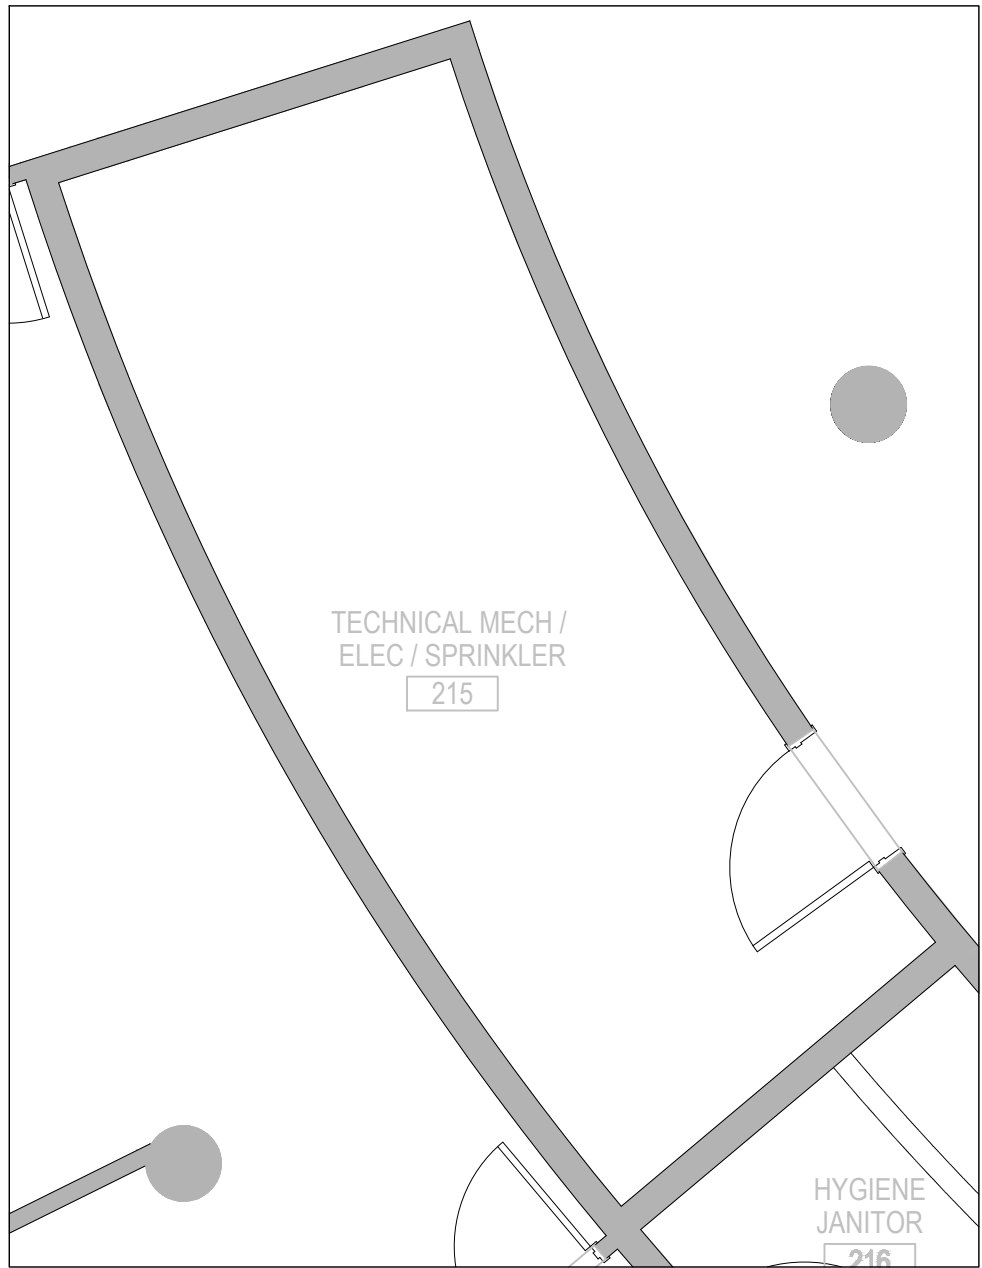 TECHNICAL MECH /
ELEC / SPRINKLER
215
HYGIENE
JANITOR
216